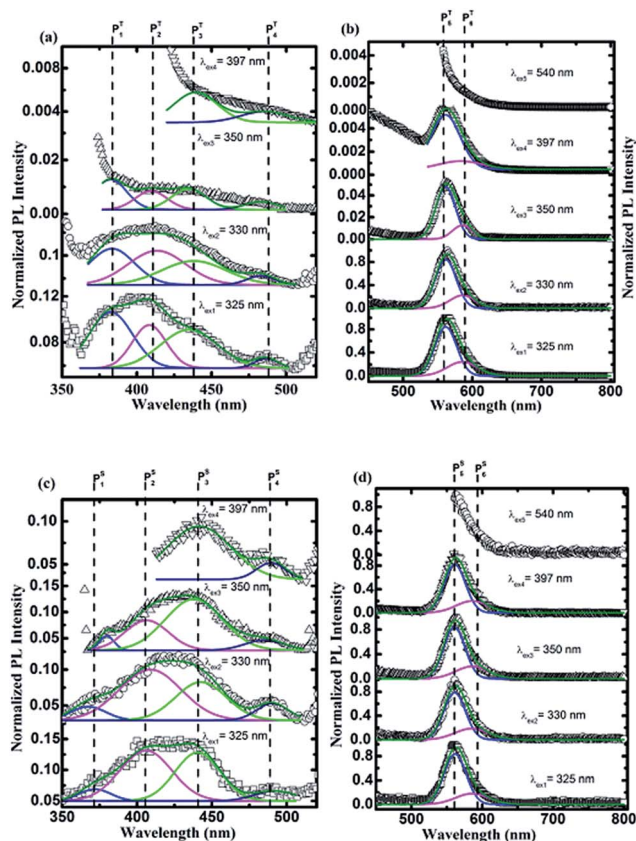 P₁ᵀ P₂ᵀ P₃ᵀ P₄ᵀ
(a)
0.008
λex4= 397 nm
0.004
λex3= 350 nm
0.02
0.00
λex2= 330 nm
0.1
0.12
λex1= 325 nm
0.08
Normalized PL Intensity
350 400 450 500
Wavelength (nm)
P₅ᵀ P₆ᵀ
(b)
0.004
λex5= 540 nm
0.000
0.004
λex4= 397 nm
0.000
0.04
λex3= 350 nm
0.02
0.00
0.8
λex2= 330 nm
0.4
0.0
0.8
λex1= 325 nm
0.4
0.0
Normalized PL Intensity
500 600 700 800
Wavelength (nm)
P₁ˢ P₂ˢ P₃ˢ P₄ˢ
(c)
λex4= 397 nm
0.10
0.05
0.15
λex3= 350 nm
0.10
0.05
λex2= 330 nm
0.10
0.05
λex1= 325 nm
0.15
0.10
0.05
Normalized PL Intensity
350 400 450 500
Wavelength (nm)
P₅ˢ P₆ˢ
(d)
0.8
λex5= 540 nm
0.4
0.0
0.8
λex4= 397 nm
0.4
0.0
0.8
λex3= 350 nm
0.4
0.0
0.8
λex2= 330 nm
0.4
0.0
0.8
λex1= 325 nm
0.4
0.0
Normalized PL Intensity
500 600 700 800
Wavelength (nm)